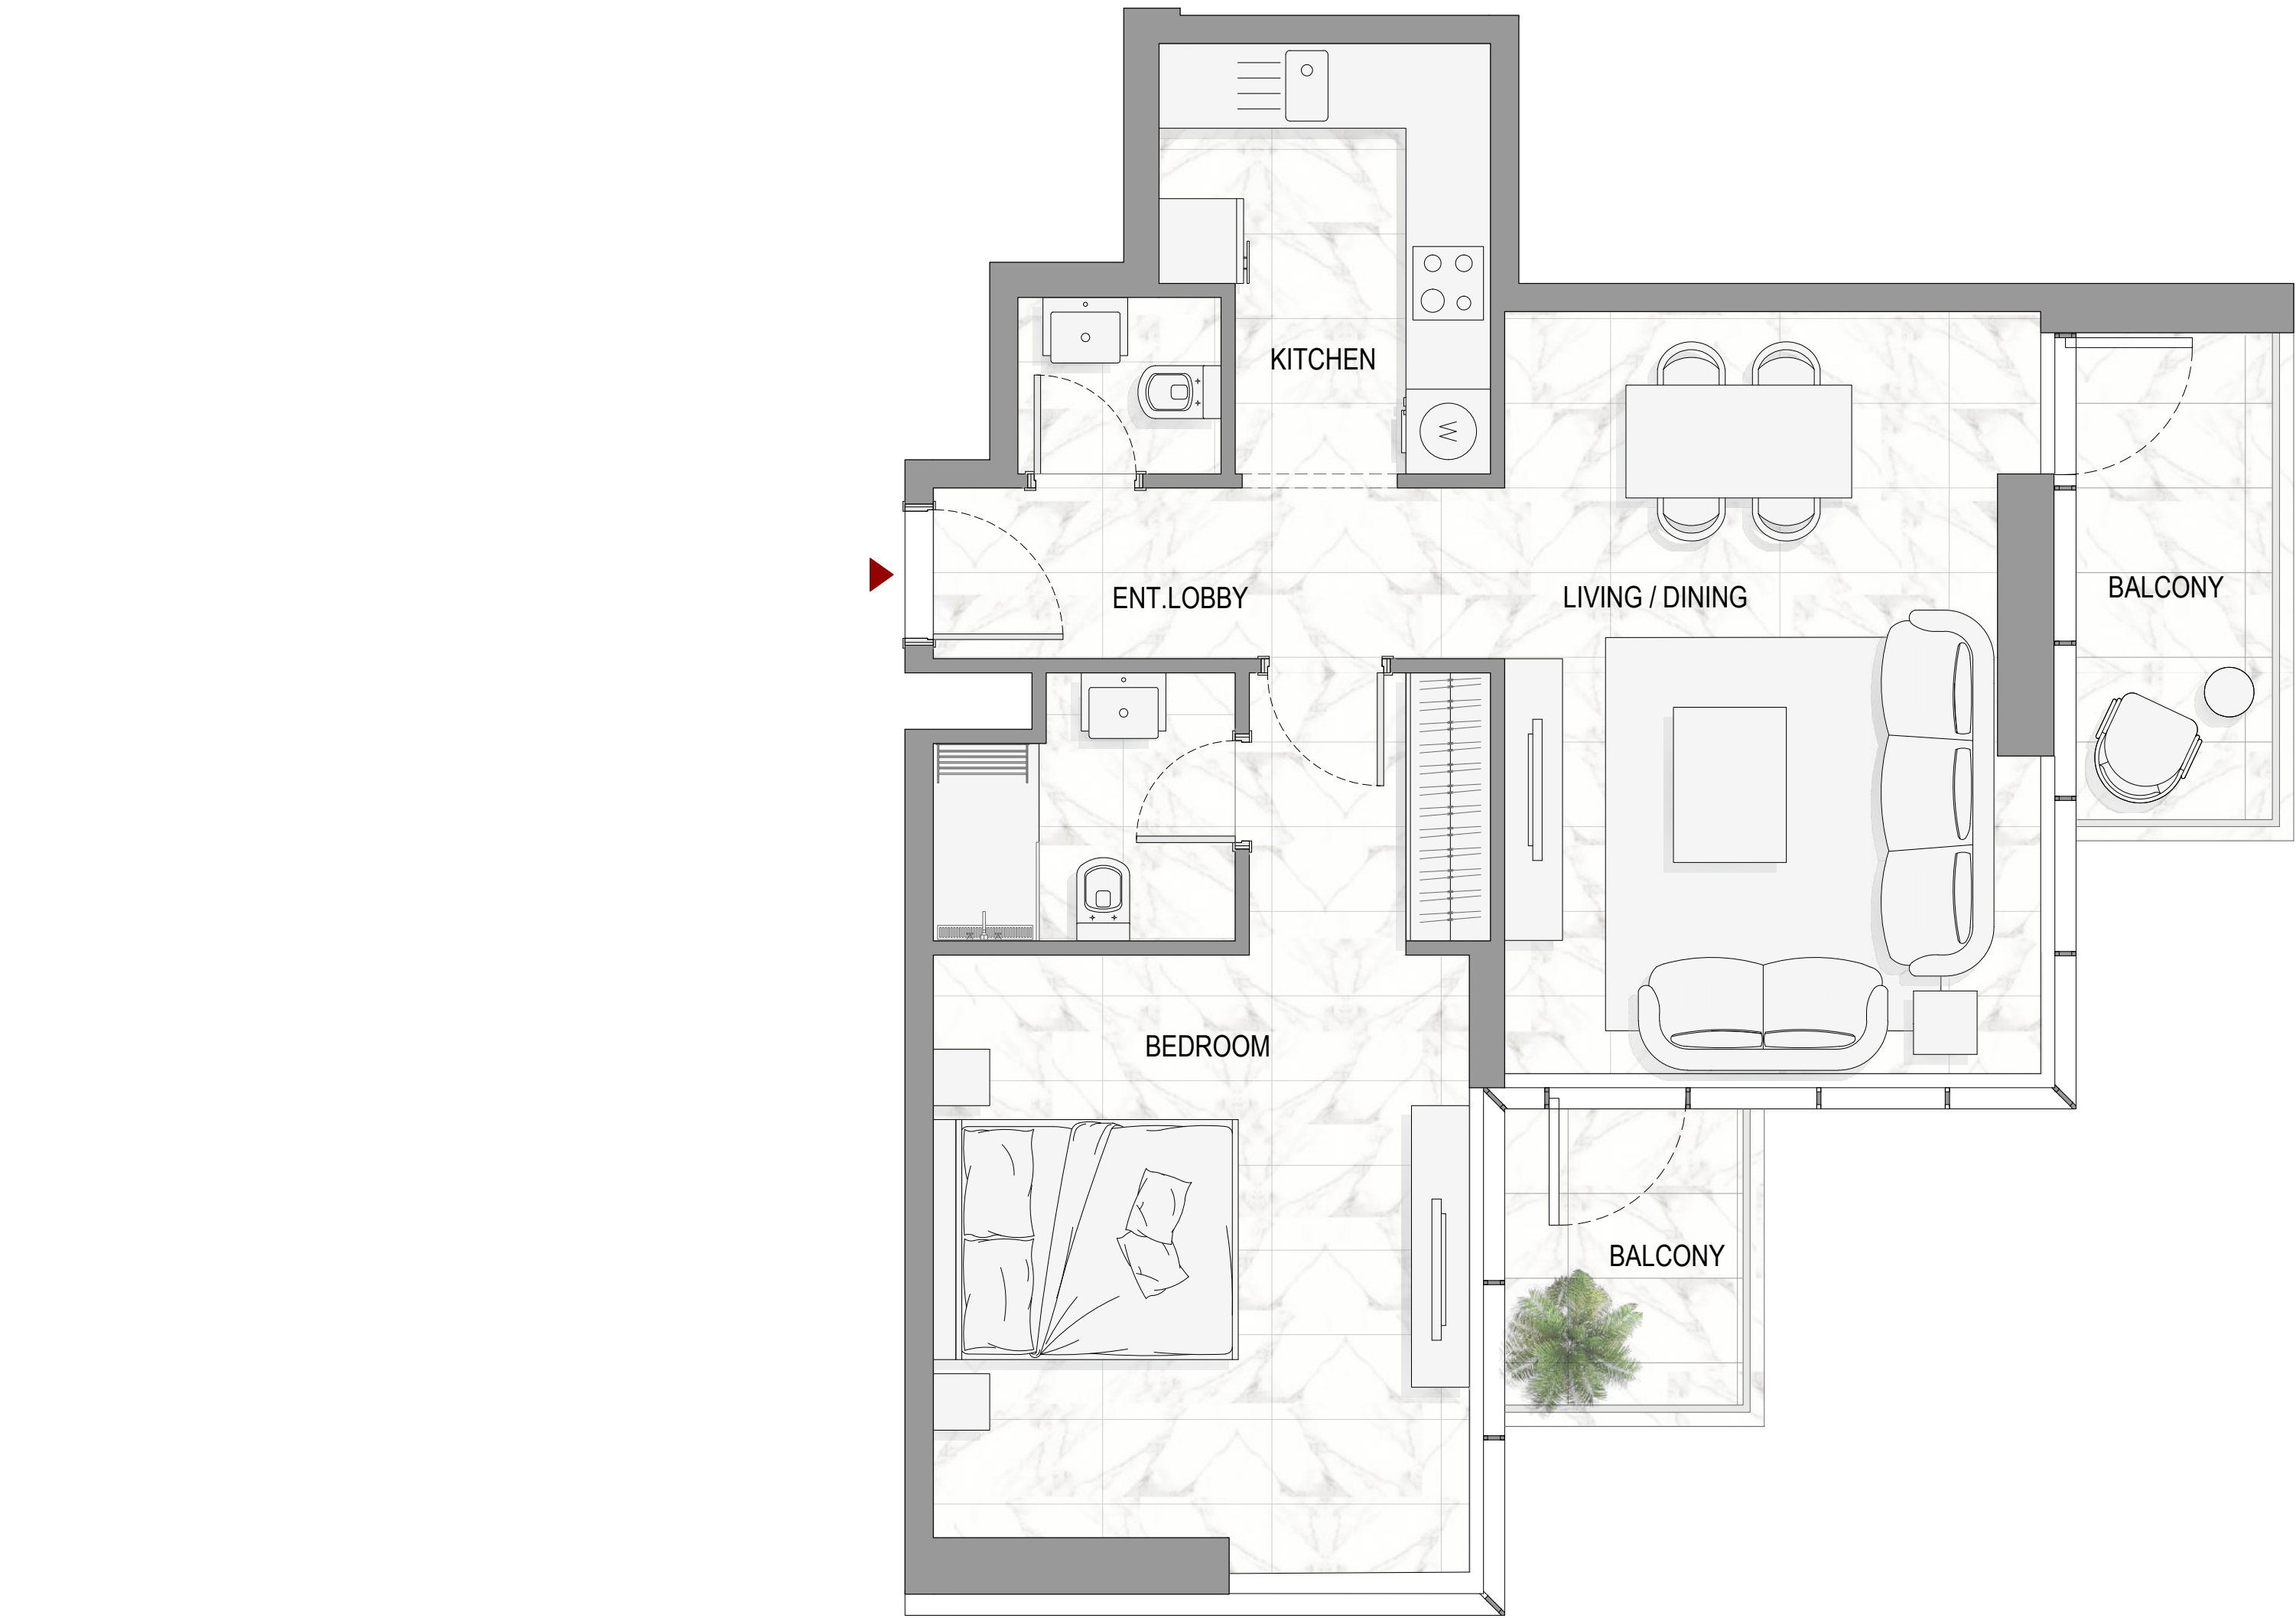 KITCHEN
W
ENT.LOBBY
LIVING / DINING
BALCONY
BEDROOM
BALCONY